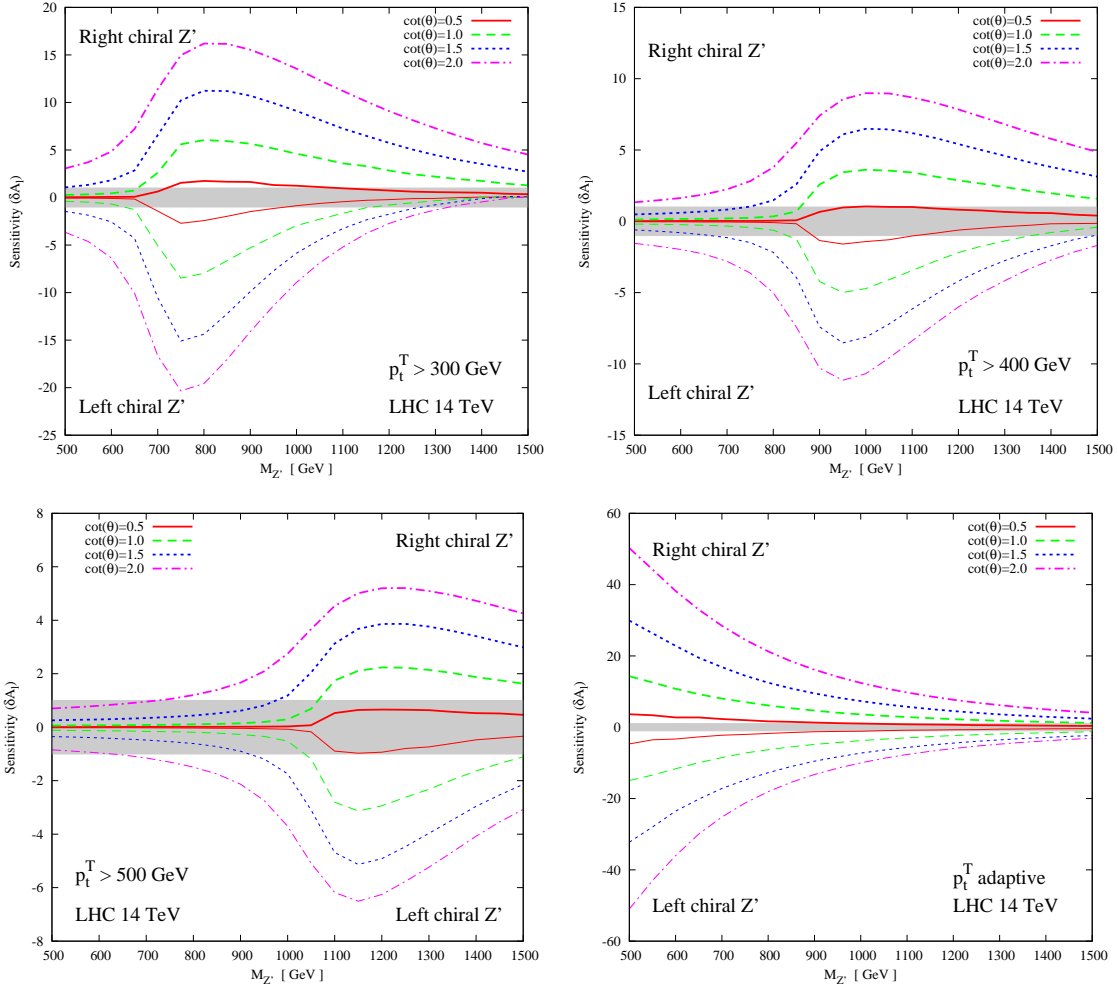 20
15
10
5
0
-5
-10
-15
-20
-25
500 600 700 800 900 1000 1100 1200 1300 1400 1500
Sensitivity (δA_l)
M_Z' [ GeV ]
Right chiral Z'
cot(θ)=0.5
cot(θ)=1.0
cot(θ)=1.5
cot(θ)=2.0
p_t^T > 300 GeV
Left chiral Z'
LHC 14 TeV
15
10
5
0
-5
-10
-15
500 600 700 800 900 1000 1100 1200 1300 1400 1500
Sensitivity (δA_l)
M_Z' [ GeV ]
cot(θ)=0.5
cot(θ)=1.0
cot(θ)=1.5
cot(θ)=2.0
Right chiral Z'
p_t^T > 400 GeV
Left chiral Z'
LHC 14 TeV
8
6
4
2
0
-2
-4
-6
-8
500 600 700 800 900 1000 1100 1200 1300 1400 1500
Sensitivity (δA_l)
M_Z' [ GeV ]
cot(θ)=0.5
cot(θ)=1.0
cot(θ)=1.5
cot(θ)=2.0
Right chiral Z'
p_t^T > 500 GeV
LHC 14 TeV
Left chiral Z'
60
40
20
0
-20
-40
-60
500 600 700 800 900 1000 1100 1200 1300 1400 1500
Sensitivity (δA_l)
M_Z' [ GeV ]
cot(θ)=0.5
cot(θ)=1.0
cot(θ)=1.5
cot(θ)=2.0
Right chiral Z'
p_t^T adaptive
Left chiral Z'
LHC 14 TeV